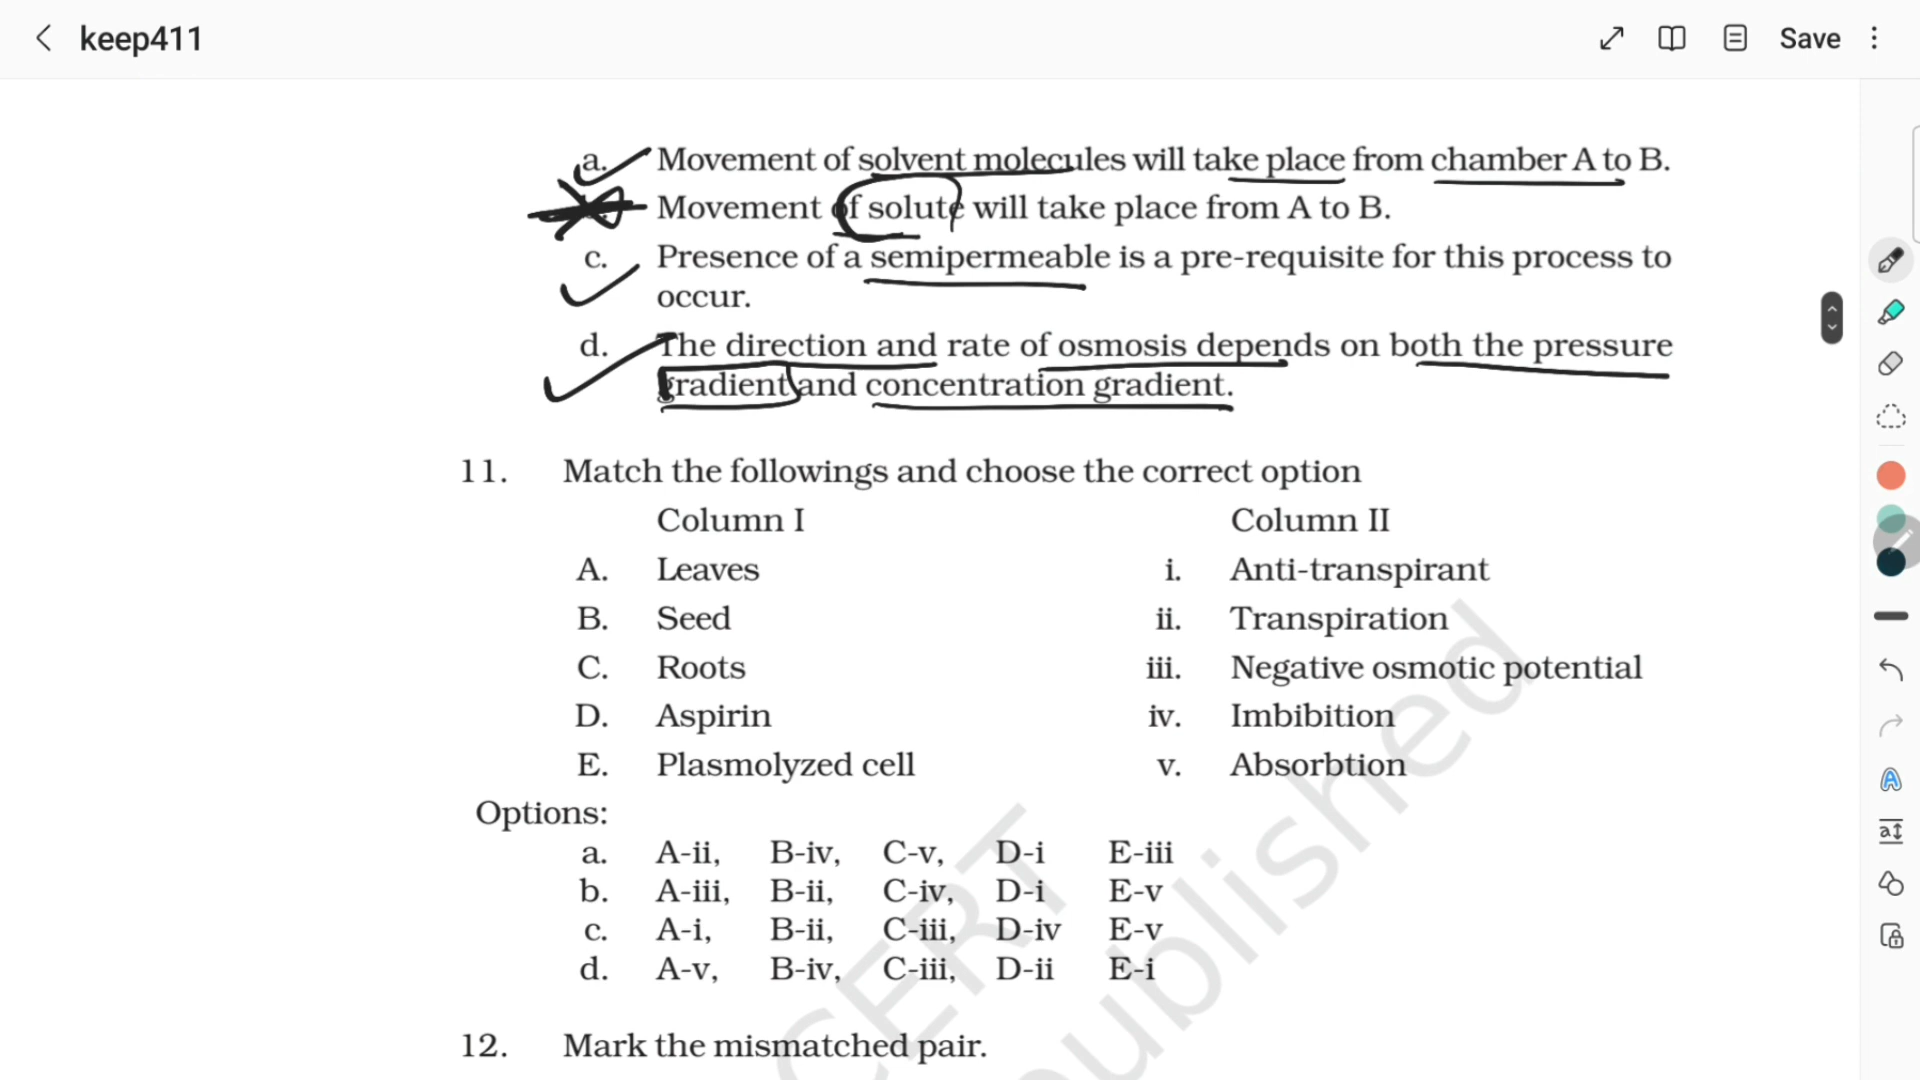 keep411
Save
a. Movement of solvent molecules will take place from chamber A to B.
Movement of solute will take place from A to B.
c. Presence of a semipermeable is a pre-requisite for this process to
occur.
d. The direction and rate of osmosis depends on both the pressure
gradient and concentration gradient.
11. Match the followings and choose the correct option
Column I Column II
A. Leaves i. Anti-transpirant
B. Seed ii. Transpiration
C. Roots iii. Negative osmotic potential
D. Aspirin iv. Imbibition
E. Plasmolyzed cell v. Absorbtion
Options:
a. A-ii, B-iv, C-v, D-i E-iii
b. A-iii, B-ii, C-iv, D-i E-v
c. A-i, B-ii, C-iii, D-iv E-v
d. A-v, B-iv, C-iii, D-ii E-i
12. Mark the mismatched pair.